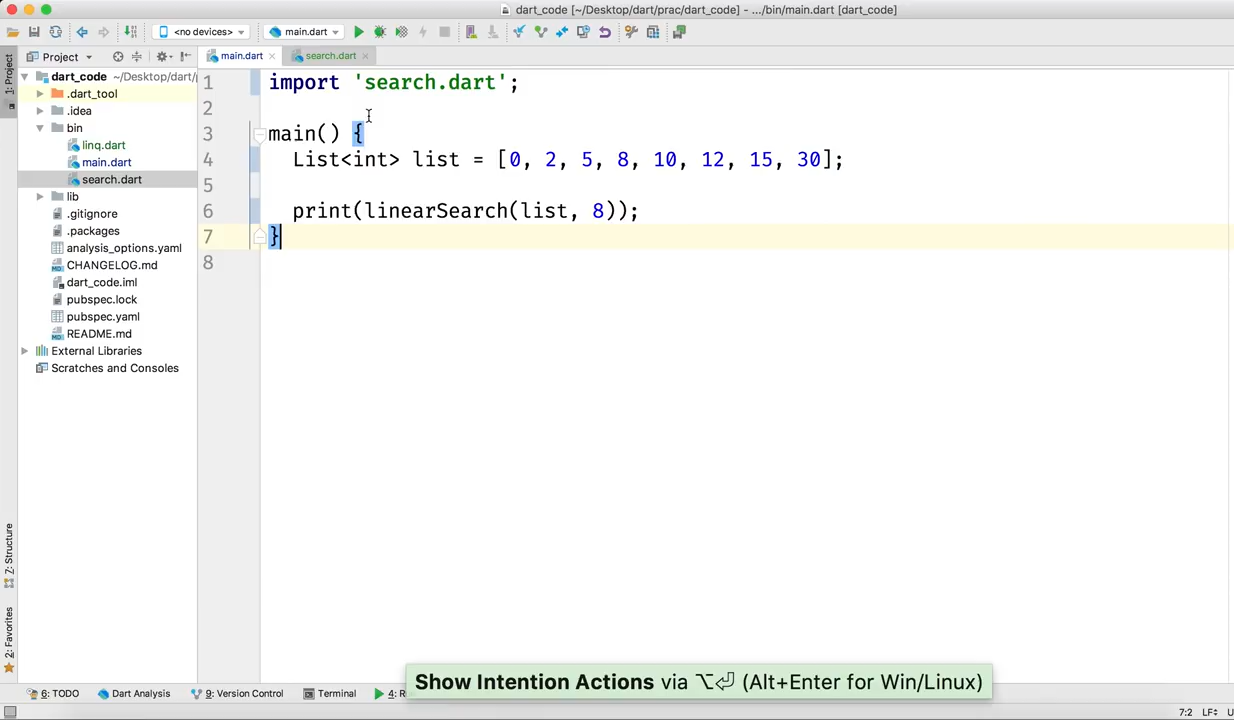 dart_code [~/Desktop/dart/prac/dart_code] - .../bin/main.dart [dart_code]
<no devices> main.dart
1: Project
Project
main.dart
search.dart
dart_code ~/Desktop/dart/
.dart_tool
.idea
bin
linq.dart
main.dart
search.dart
lib
.gitignore
.packages
analysis_options.yaml
CHANGELOG.md
dart_code.iml
pubspec.lock
pubspec.yaml
README.md
External Libraries
Scratches and Consoles
1 import 'search.dart';
2
3 main() {
4 List<int> list = [0, 2, 5, 8, 10, 12, 15, 30];
5
6 print(linearSearch(list, 8));
7 }
8
7: Structure
2: Favorites
Show Intention Actions via ⌥⏎ (Alt+Enter for Win/Linux)
6: TODO Dart Analysis 9: Version Control Terminal 4: R
7:2 LF U